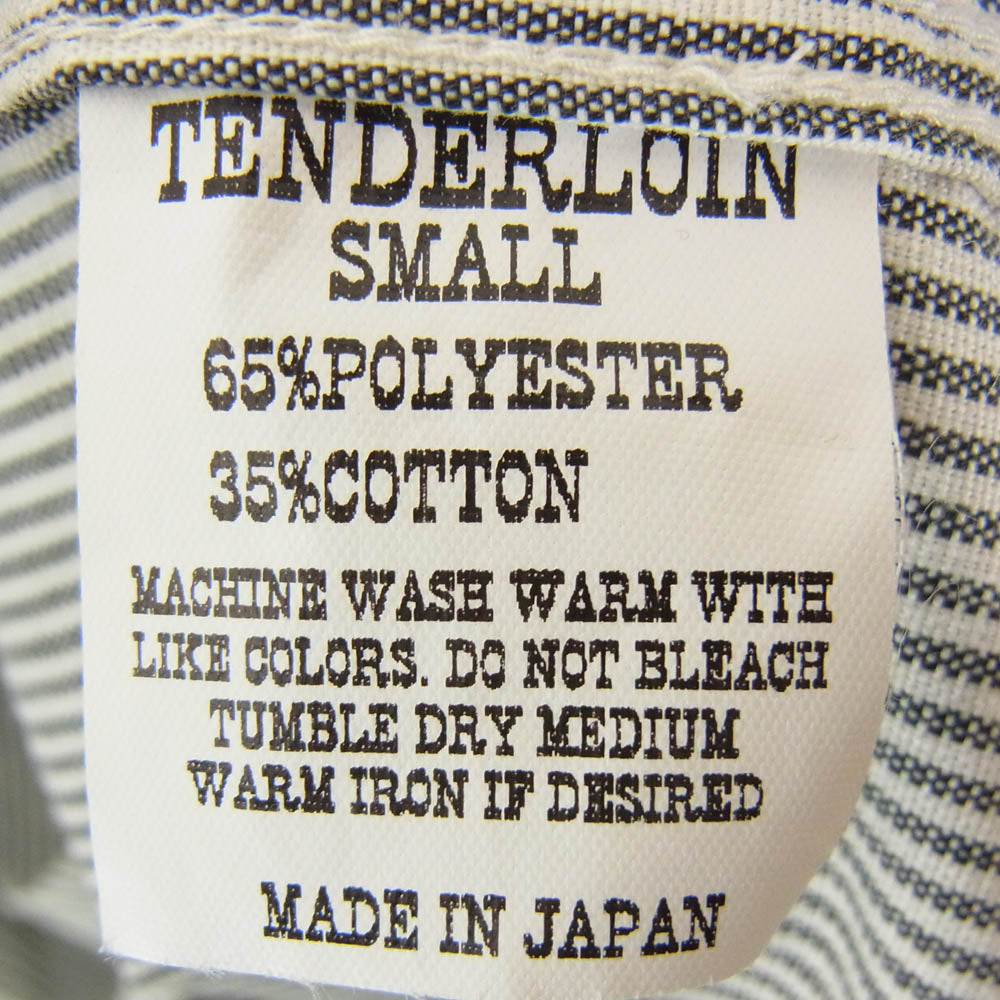 TENDERLOIN
SMALL
65%POLYESTER
35%COTTON
MACHINE WASH WARM WITH
LIKE COLORS. DO NOT BLEACH
TUMBLE DRY MEDIUM
WARM IRON IF DESIRED
MADE IN JAPAN